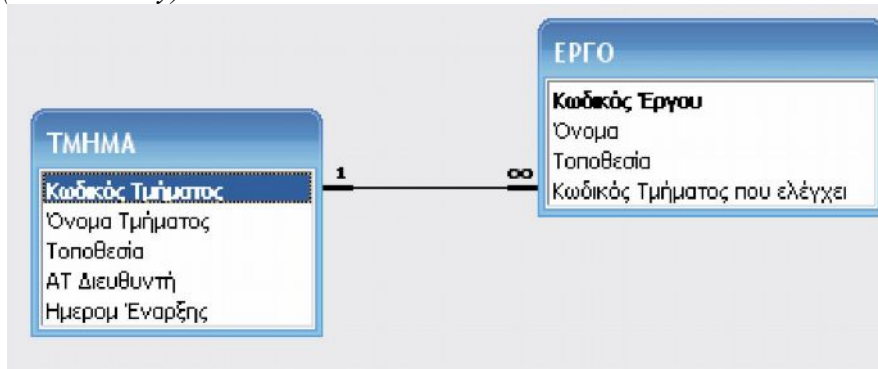 ΕΡΓΟ
Κωδικός Έργου
Όνομα
Τοποθεσία
Κωδικός Τμήματος που ελέγχει
ΤΜΗΜΑ
Κωδικός Τμήματος
Όνομα Τμήματος
Τοποθεσία
ΑΤ Διευθυντή
Ημερομ Έναρξης
1
∞